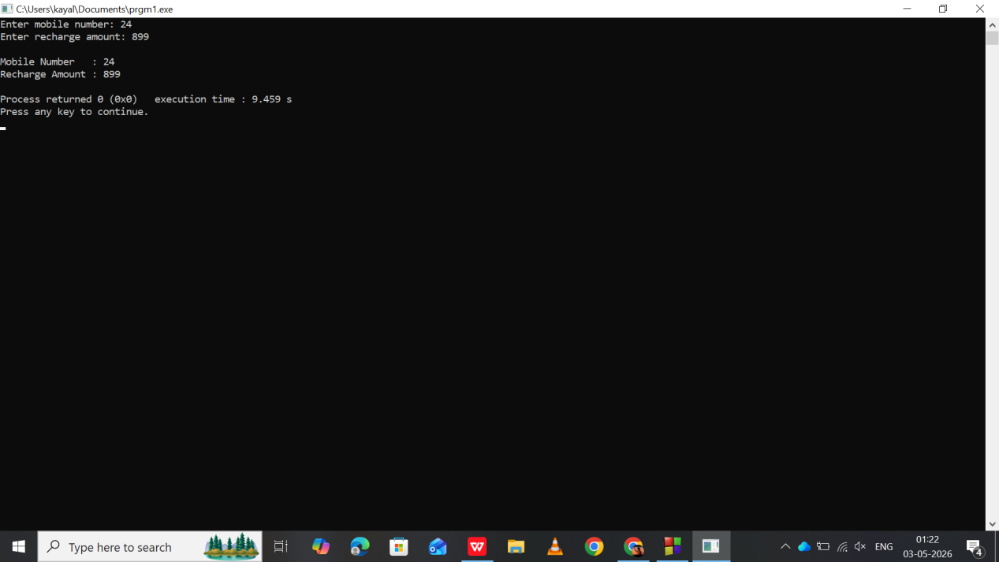 C:\Users\kayal\Documents\prgm1.exe
Enter mobile number: 24
Enter recharge amount: 899
Mobile Number   : 24
Recharge Amount : 899
Process returned 0 (0x0)   execution time : 9.459 s
Press any key to continue.
Type here to search
W
ENG
01:22
03-05-2026
4